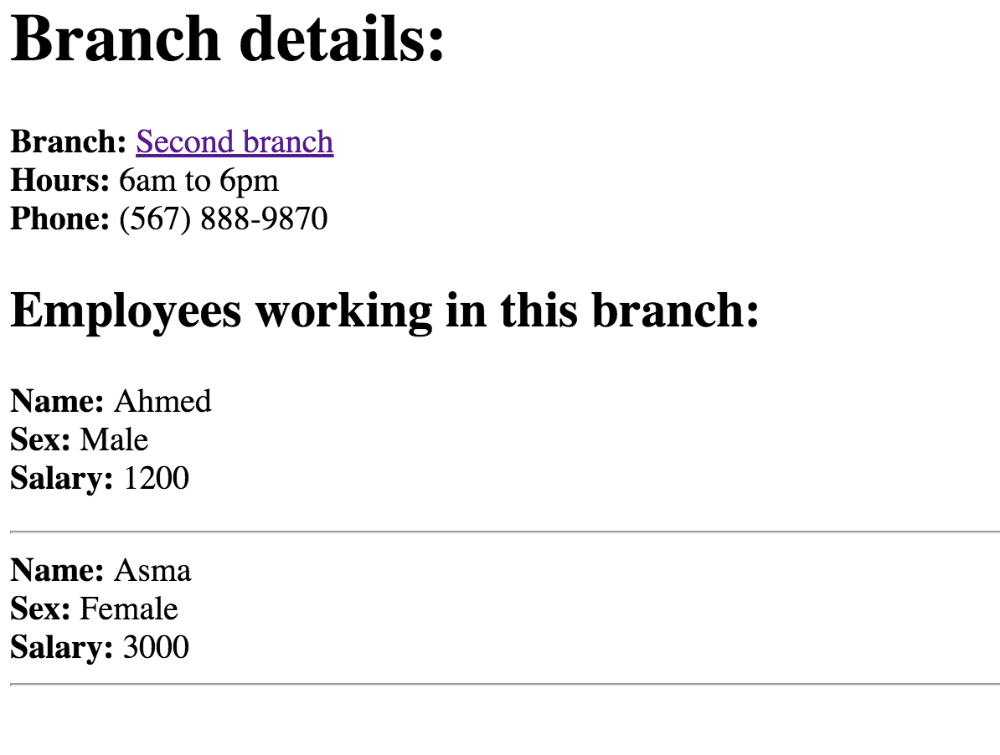 Branch details:
Branch: Second branch
Hours: 6am to 6pm
Phone: (567) 888-9870
Employees working in this branch:
Name: Ahmed
Sex: Male
Salary: 1200
Name: Asma
Sex: Female
Salary: 3000